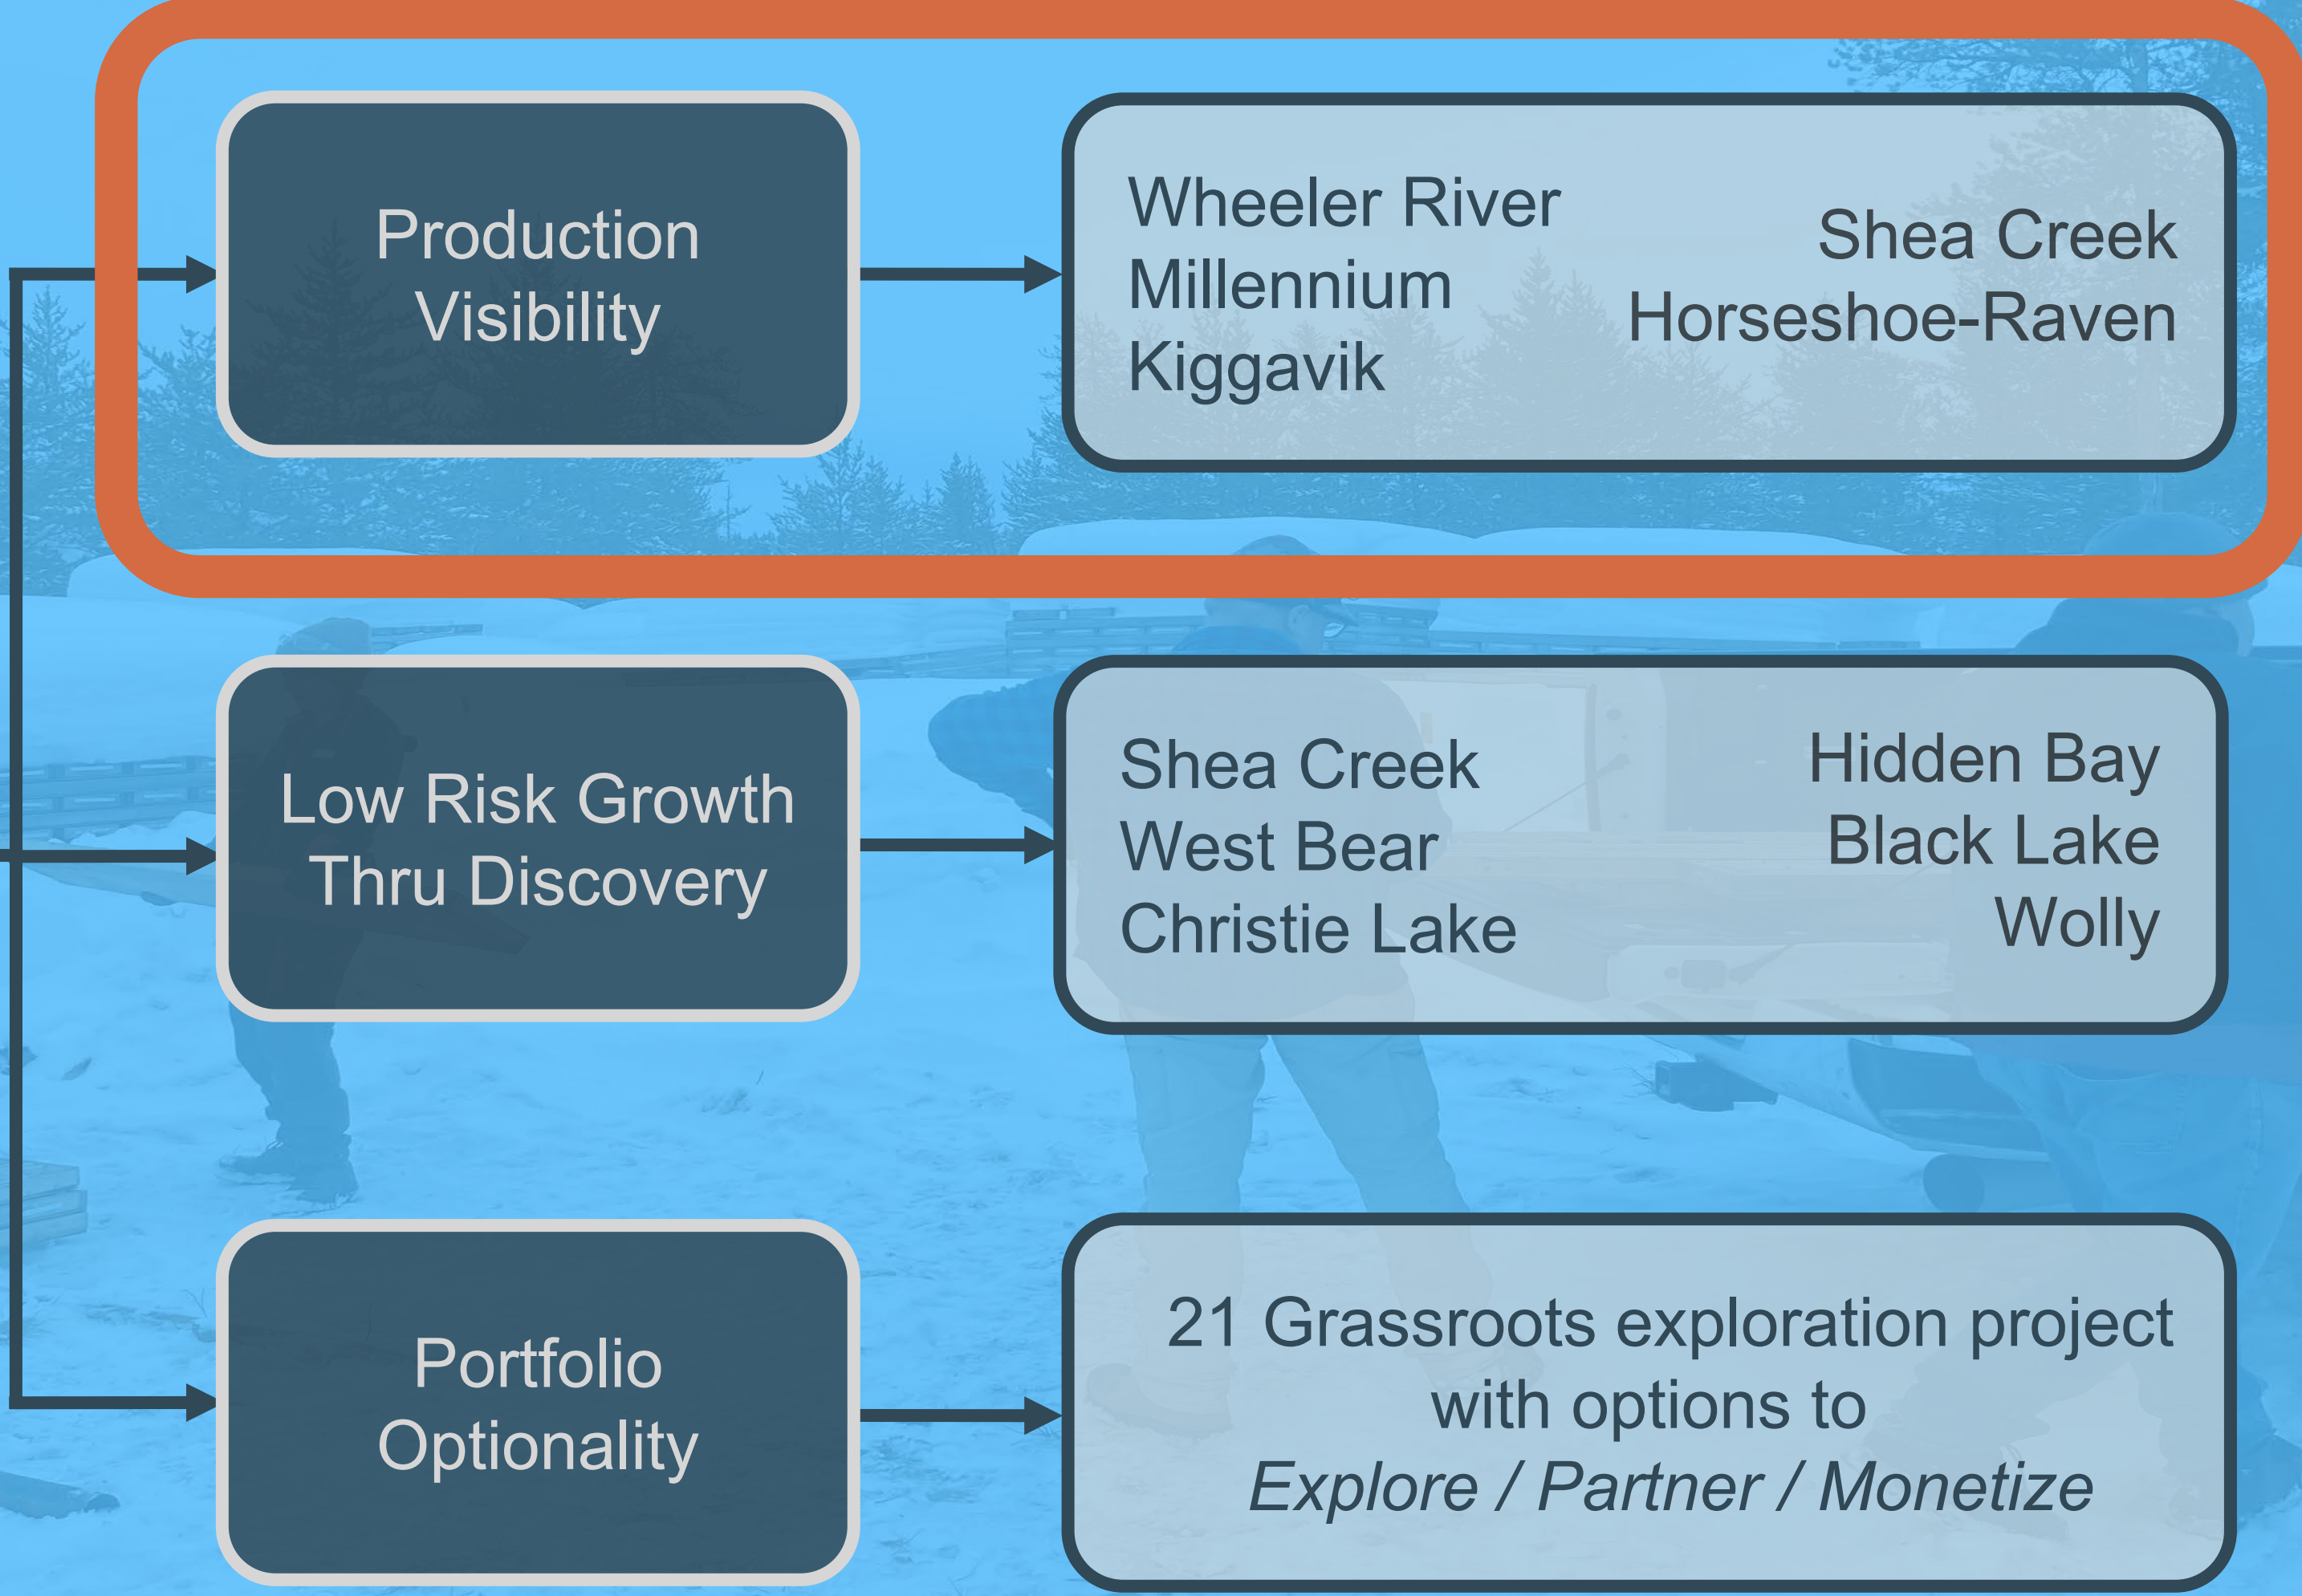 Production
Visibility
Wheeler River
Millennium
Kiggavik
Shea Creek
Horseshoe-Raven
Low Risk Growth
Thru Discovery
Shea Creek
West Bear
Christie Lake
Hidden Bay
Black Lake
Wolly
Portfolio
Optionality
21 Grassroots exploration project
with options to
Explore / Partner / Monetize